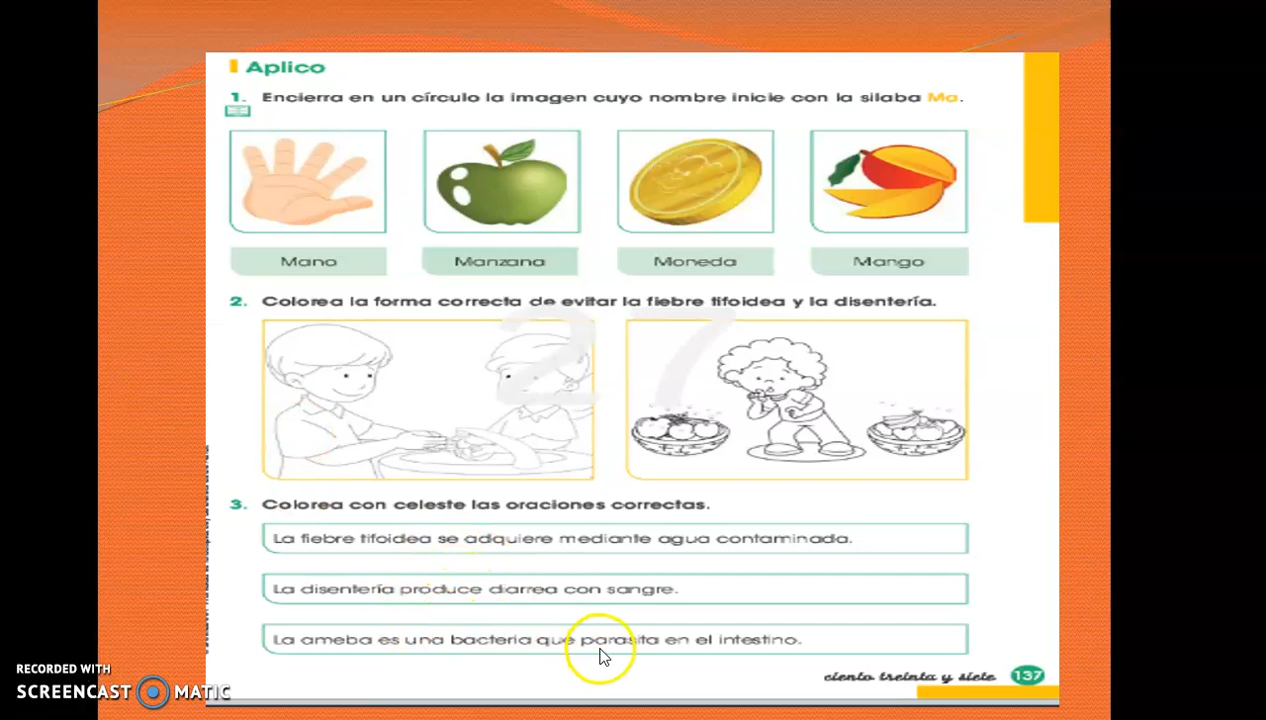 Aplico
1. Encierra en un círculo la imagen cuyo nombre inicie con la silaba Ma.
Mano Manzana Moneda Mango
2. Colorea la forma correcta de evitar la fiebre tifoidea y la disentería.
27
3. Colorea con celeste las oraciones correctas.
La fiebre tifoidea se adquiere mediante agua contaminada.
La disentería produce diarrea con sangre.
La ameba es una bacteria que parasita en el intestino.
ciento treinta y siete 137
RECORDED WITH
SCREENCAST MATIC